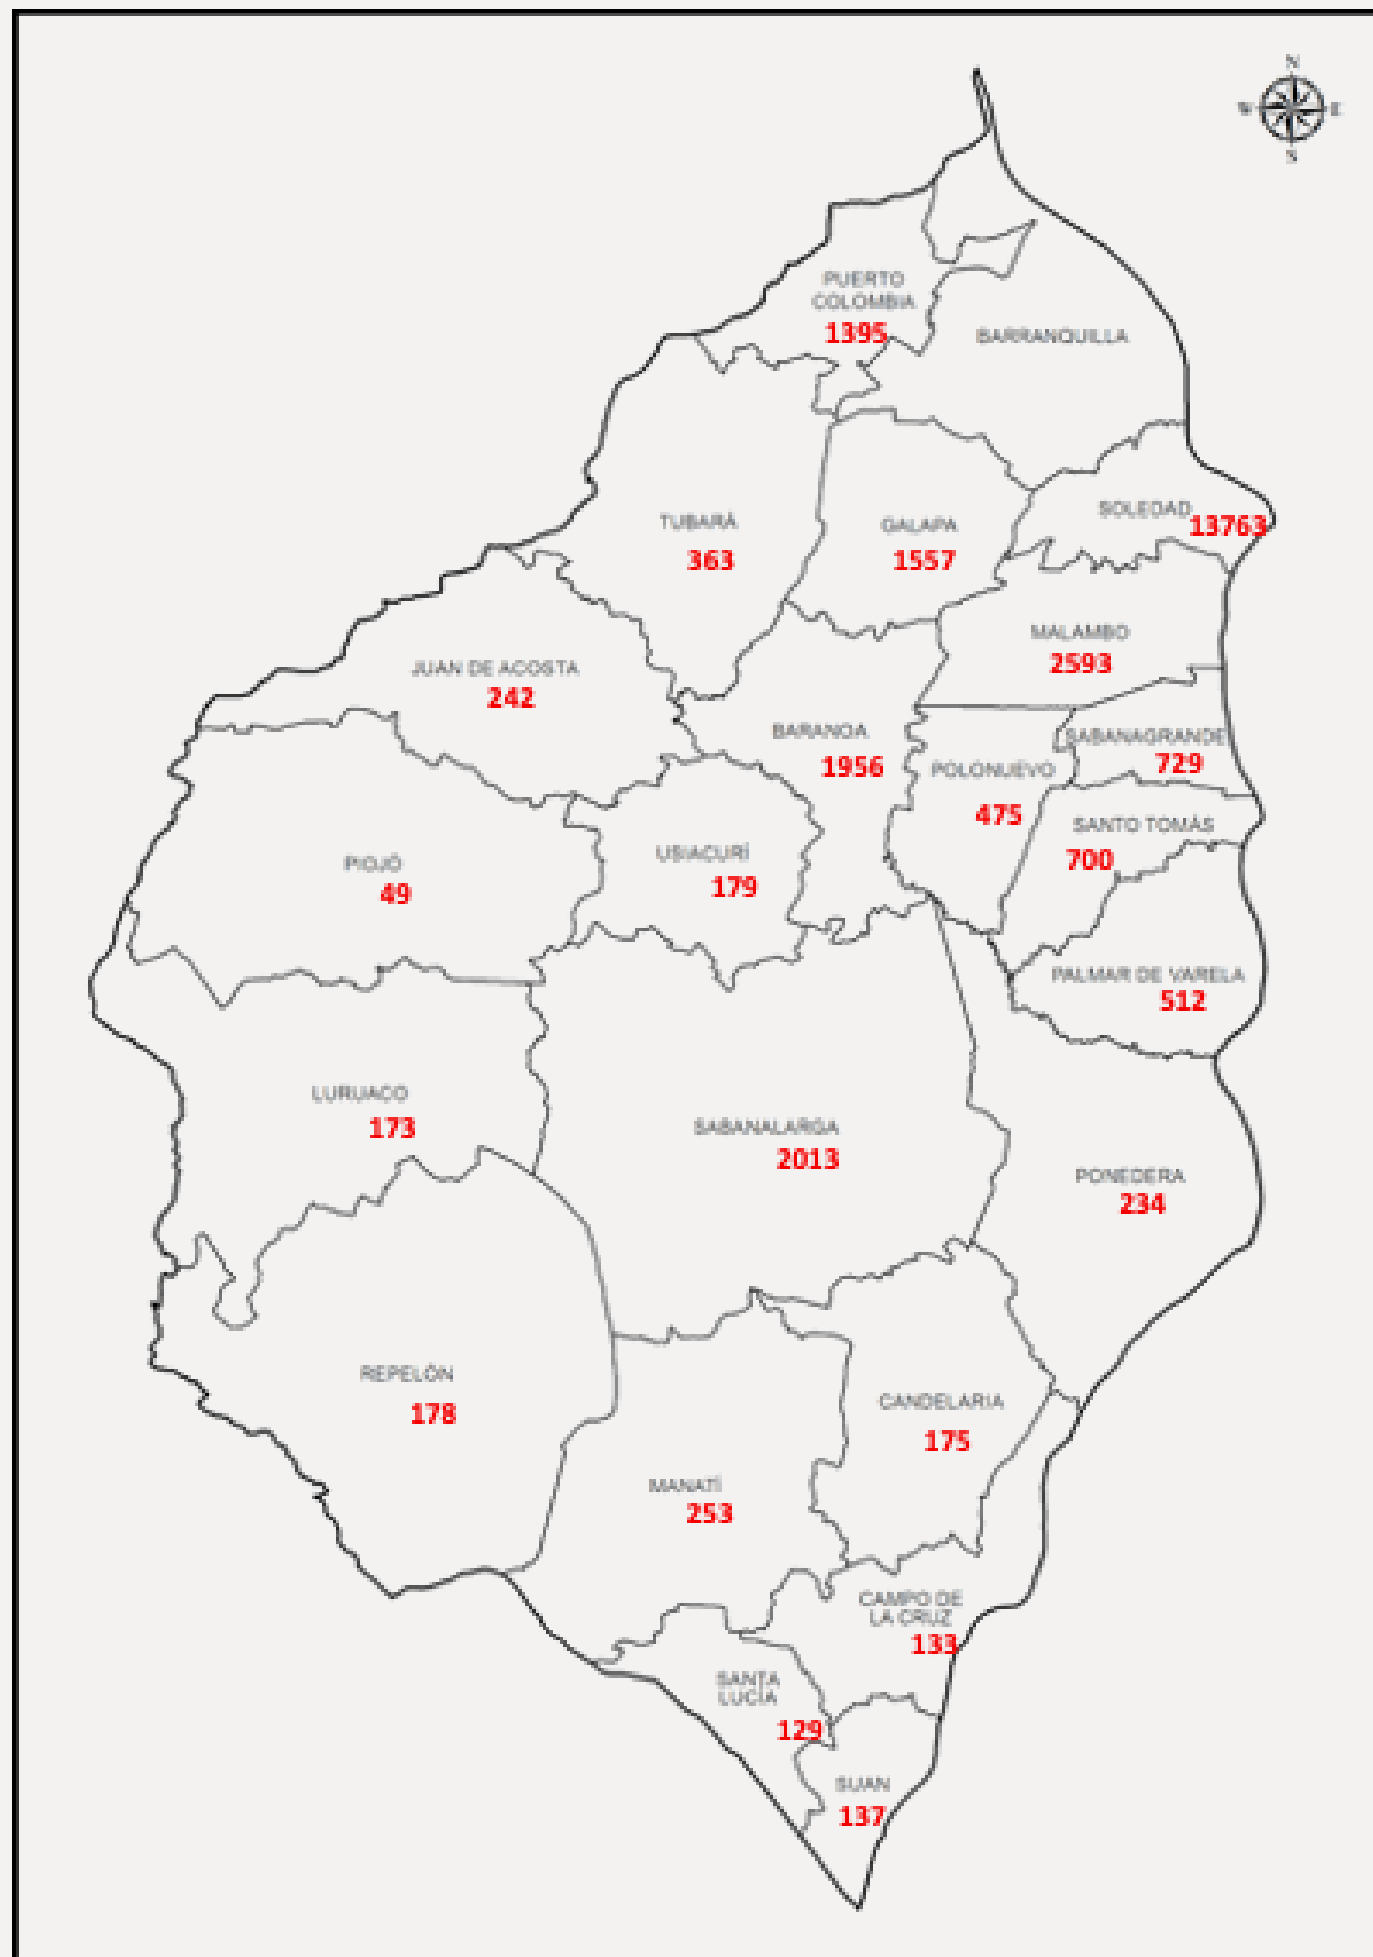 N
W E
S
PUERTO
COLOMBIA
1395
BARRANQUILLA
TUBARÁ
363
GALAPA
1557
SOLEDAD
13763
MALAMBO
2593
JUAN DE ACOSTA
242
BARANOA
1956
POLONUEVO
475
SABANAGRANDE
729
SANTO TOMÁS
700
PIOJÓ
49
USIACURÍ
179
PALMAR DE VARELA
512
LURUACO
173
SABANALARGA
2013
PONEDERA
234
REPELÓN
178
CANDELARIA
175
MANATÍ
253
CAMPO DE
LA CRUZ
133
SANTA
LUCÍA
129
SUAN
137